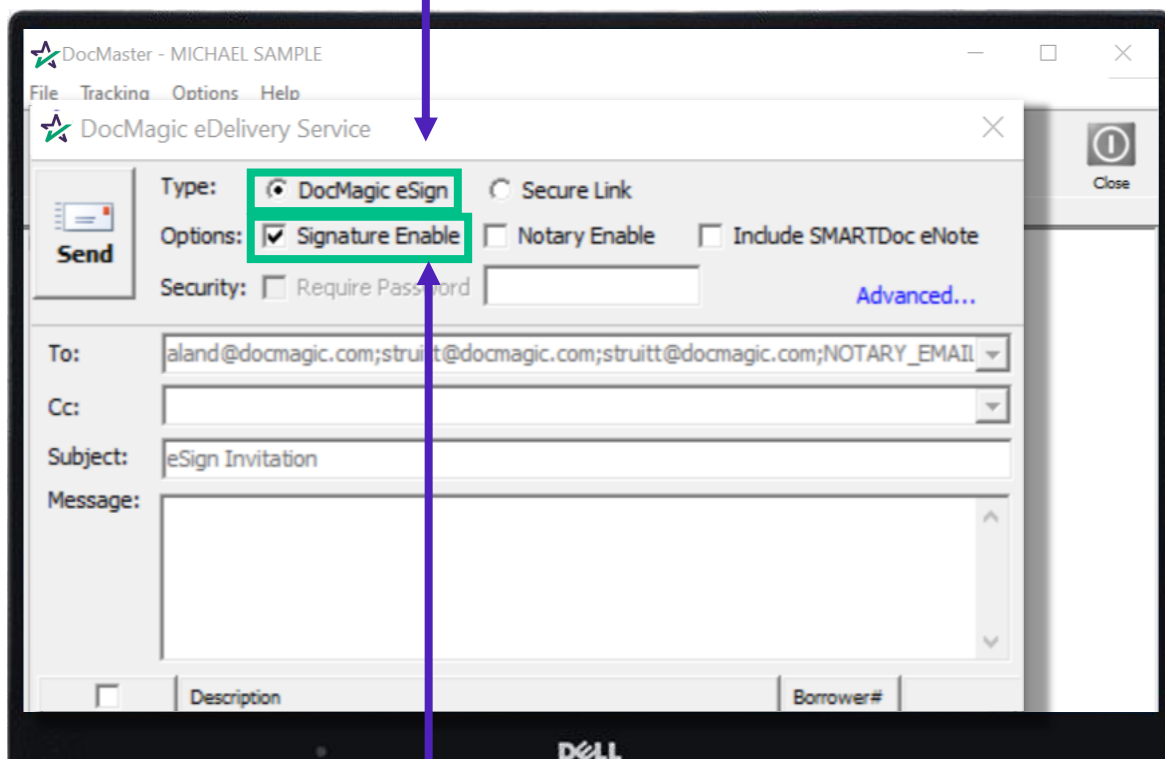 DocMaster - MICHAEL SAMPLE
File Tracking Options Help
DocMagic eDelivery Service
Close
Type: DocMagic eSign Secure Link
Send
Options: Signature Enable Notary Enable Include SMARTDoc eNote
Security: Require Password
Advanced...
To: aland@docmagic.com;struitt@docmagic.com;struitt@docmagic.com;NOTARY_EMAIL
Cc:
Subject: eSign Invitation
Message:
Description Borrower#
DELL